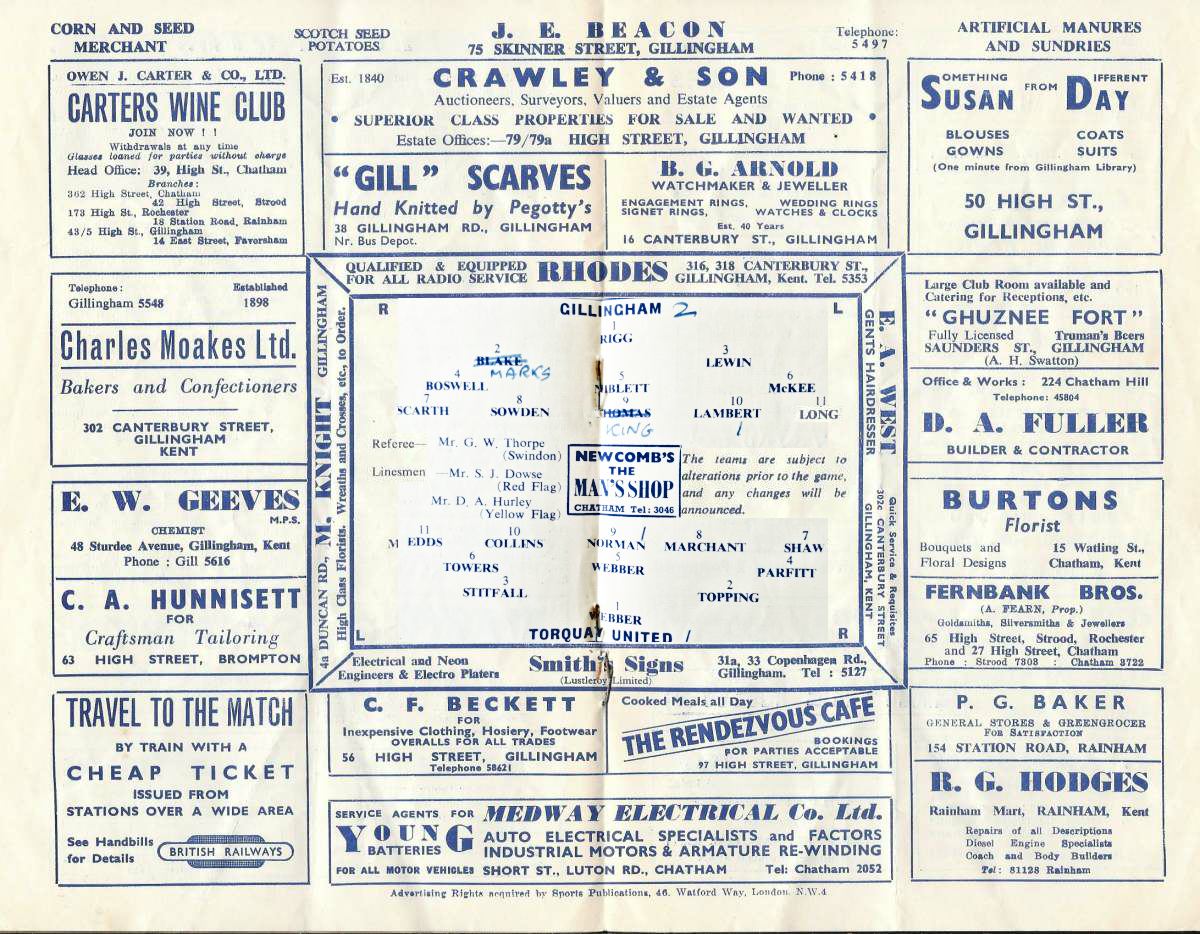 CORN AND SEED
MERCHANT
SCOTCH SEED
POTATOES
J. E. BEACON
75 SKINNER STREET, GILLINGHAM
Telephone:
5497
ARTIFICIAL MANURES
AND SUNDRIES
OWEN J. CARTER & CO., LTD.
CARTERS WINE CLUB
JOIN NOW ! !
Withdrawals at any time
Glasses loaned for parties without charge
Head Office: 39, High St., Chatham
Branches:
362 High Street, Chatham
42 High Street, Strood
173 High St., Rochester
18 Station Road, Rainham
43/5 High St., Gillingham
14 East Street, Faversham
Est. 1840
CRAWLEY & SON
Phone : 5418
Auctioneers, Surveyors, Valuers and Estate Agents
• SUPERIOR CLASS PROPERTIES FOR SALE AND WANTED •
Estate Offices:—79/79a HIGH STREET, GILLINGHAM
"GILL" SCARVES
Hand Knitted by Pegotty's
38 GILLINGHAM RD., GILLINGHAM
Nr. Bus Depot.
B. G. ARNOLD
WATCHMAKER & JEWELLER
ENGAGEMENT RINGS, WEDDING RINGS
SIGNET RINGS, WATCHES & CLOCKS
Est. 40 Years
16 CANTERBURY ST., GILLINGHAM
SOMETHING FROM DIFFERENT
SUSAN DAY
BLOUSES COATS
GOWNS SUITS
(One minute from Gillingham Library)
50 HIGH ST.,
GILLINGHAM
Telephone: Established
Gillingham 5548 1898
Charles Moakes Ltd.
Bakers and Confectioners
302 CANTERBURY STREET,
GILLINGHAM
KENT
E. W. GEEVES
M.P.S.
CHEMIST
48 Sturdee Avenue, Gillingham, Kent
Phone : Gill 5616
C. A. HUNNISETT
FOR
Craftsman Tailoring
63 HIGH STREET, BROMPTON
QUALIFIED & EQUIPPED
FOR ALL RADIO SERVICE
RHODES
316, 318 CANTERBURY ST.,
GILLINGHAM, Kent. Tel. 5353
4a DUNCAN RD., M. KNIGHT GILLINGHAM
High Class Florists. Wreaths and Crosses, etc., to Order.
R L
GILLINGHAM 2
1
RIGG
2 3
BLAKE LEWIN
MARKS
4 5 6
BOSWELL NIBLETT McKEE
7 8 9 10 11
SCARTH SOWDEN THOMAS LAMBERT LONG
KING /
Referee— Mr. G. W. Thorpe
(Swindon)
Linesmen —Mr. S. J. Dowse
(Red Flag)
Mr. D. A. Hurley
(Yellow Flag)
NEWCOMB'S
THE
MAN'S SHOP
CHATHAM Tel: 3046
The teams are subject to
alterations prior to the game,
and any changes will be
announced.
11 10 9 / 8 7
EDDS COLLINS NORMAN MARCHANT SHAW
6 5 4
TOWERS WEBBER PARFITT
3 2
STITFALL TOPPING
1
WEBBER
L TORQUAY UNITED / R
E. A. WEST
GENTS HAIRDRESSER
Quick Service & Requisites
302c CANTERBURY STREET
GILLINGHAM, KENT
Electrical and Neon
Engineers & Electro Platers
Smith's Signs
(Lustleroy Limited)
31a, 33 Copenhagen Rd.,
Gillingham. Tel : 5127
Large Club Room available and
Catering for Receptions, etc.
"GHUZNEE FORT"
Fully Licensed Truman's Beers
SAUNDERS ST., GILLINGHAM
(A. H. Swatton)
Office & Works : 224 Chatham Hill
Telephone: 45804
D. A. FULLER
BUILDER & CONTRACTOR
BURTONS
Florist
Bouquets and 15 Watling St.,
Floral Designs Chatham, Kent
FERNBANK BROS.
(A. FEARN, Prop.)
Goldsmiths, Silversmiths & Jewellers
65 High Street, Strood, Rochester
and 27 High Street, Chatham
Phone : Strood 7303 : Chatham 3722
TRAVEL TO THE MATCH
BY TRAIN WITH A
CHEAP TICKET
ISSUED FROM
STATIONS OVER A WIDE AREA
See Handbills
for Details
BRITISH RAILWAYS
C. F. BECKETT
FOR
Inexpensive Clothing, Hosiery, Footwear
OVERALLS FOR ALL TRADES
56 HIGH STREET, GILLINGHAM
Telephone 58621
Cooked Meals all Day
THE RENDEZVOUS CAFE
BOOKINGS
FOR PARTIES ACCEPTABLE
97 HIGH STREET, GILLINGHAM
SERVICE AGENTS FOR
YOUNG
BATTERIES
FOR ALL MOTOR VEHICLES
MEDWAY ELECTRICAL Co. Ltd.
AUTO ELECTRICAL SPECIALISTS and FACTORS
INDUSTRIAL MOTORS & ARMATURE RE-WINDING
SHORT ST., LUTON RD., CHATHAM Tel: Chatham 2052
P. G. BAKER
GENERAL STORES & GREENGROCER
FOR SATISFACTION
154 STATION ROAD, RAINHAM
R. G. HODGES
Rainham Mart, RAINHAM, Kent
Repairs of all Descriptions
Diesel Engine Specialists
Coach and Body Builders
Tel: 81128 Rainham
Advertising Rights acquired by Sports Publications, 46, Watford Way, London. N.W.4